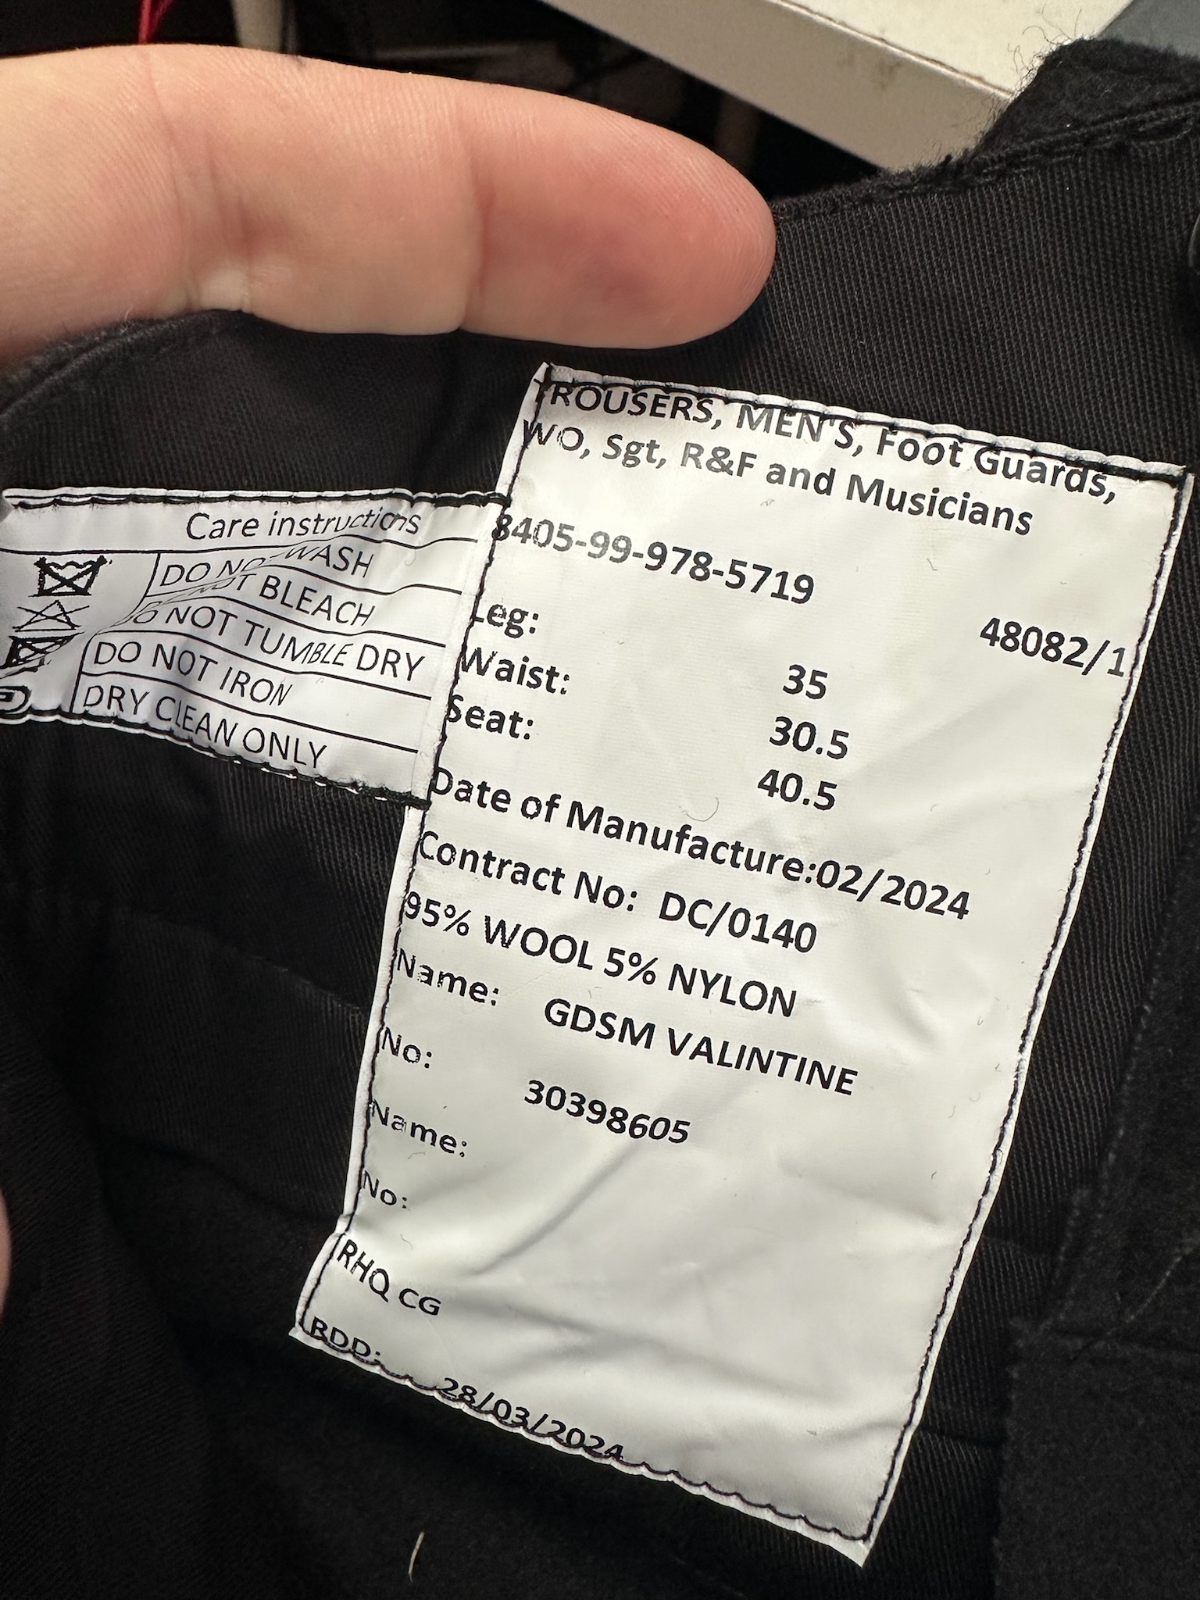 TROUSERS, MEN'S, Foot Guards,
WO, Sgt, R&F and Musicians
8405-99-978-5719
48082/1
Leg: 35
Waist: 30.5
Seat: 40.5
Date of Manufacture:02/2024
Contract No: DC/0140
95% WOOL 5% NYLON
Name: GDSM VALINTINE
No: 30398605
Name:
No:
RHQ CG
RDD: 28/03/2024
Care instructions
DO NOT WASH
DO NOT BLEACH
DO NOT TUMBLE DRY
DO NOT IRON
DRY CLEAN ONLY